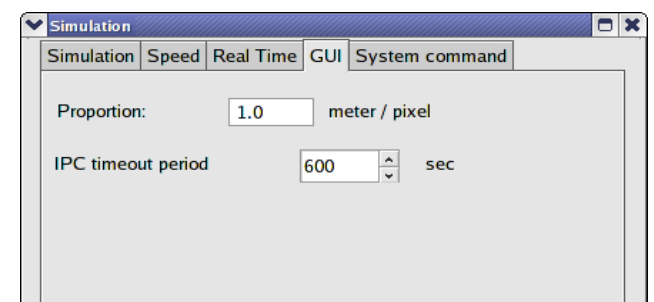 Simulation
Simulation Speed Real Time GUI System command
Proportion: 1.0 meter / pixel
IPC timeout period 600 sec